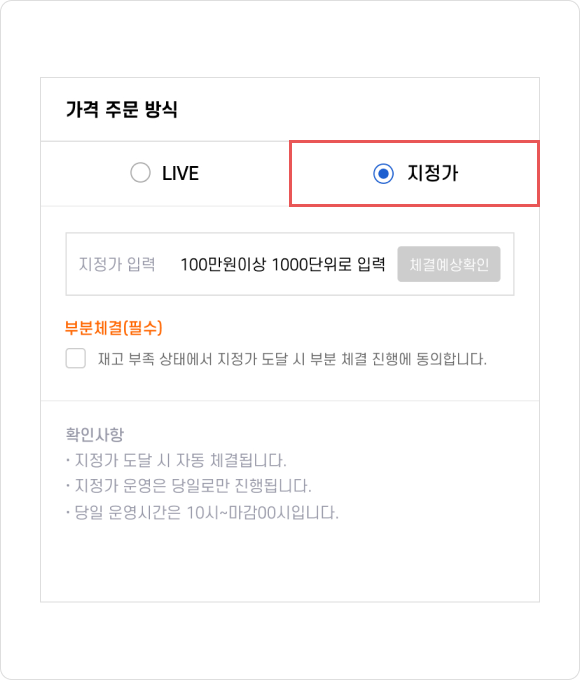 가격 주문 방식
LIVE 지정가
지정가 입력 100만원이상 1000단위로 입력 체결예상확인
부분체결(필수)
재고 부족 상태에서 지정가 도달 시 부분 체결 진행에 동의합니다.
확인사항
· 지정가 도달 시 자동 체결됩니다.
· 지정가 운영은 당일로만 진행됩니다.
· 당일 운영시간은 10시~마감00시입니다.